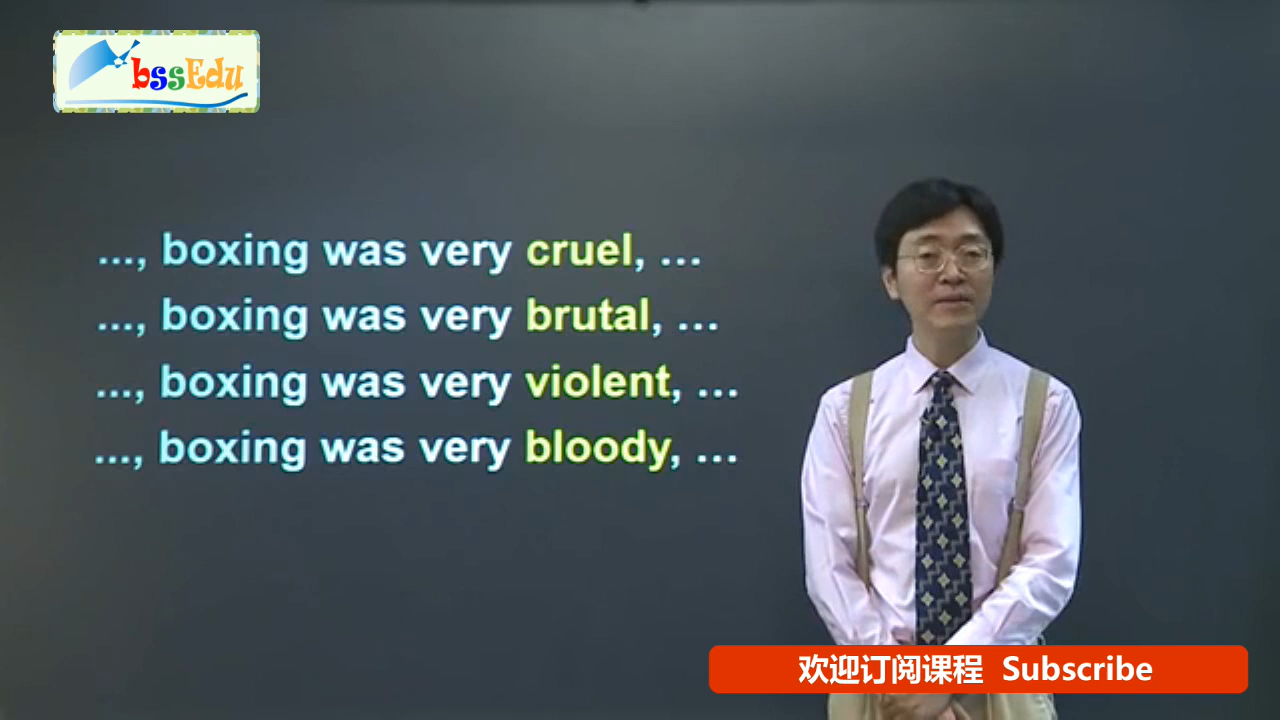 bssEdu
..., boxing was very cruel, ...
..., boxing was very brutal, ...
..., boxing was very violent, ...
..., boxing was very bloody, ...
欢迎订阅课程 Subscribe